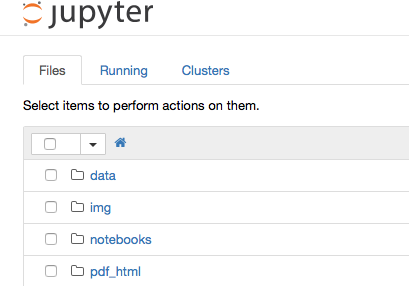 jupyter
Files Running Clusters
Select items to perform actions on them.
data
img
notebooks
pdf_html